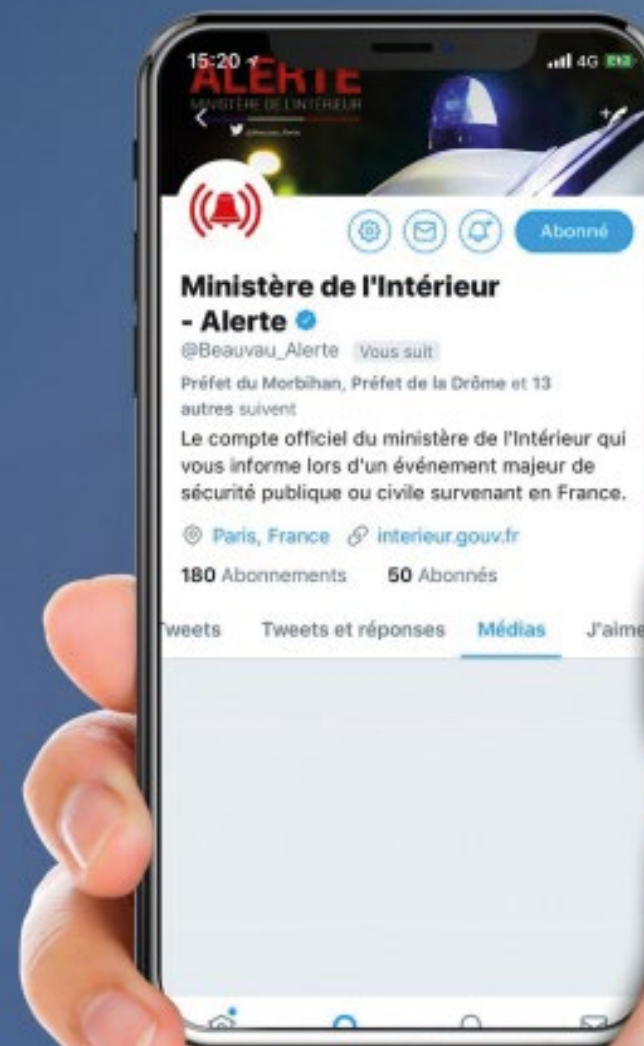 15:20
4G
ALERTE
MINISTÈRE DE L'INTÉRIEUR
@Beauvau_Alerte
Abonné
Ministère de l'Intérieur
- Alerte
@Beauvau_Alerte Vous suit
Préfet du Morbihan, Préfet de la Drôme et 13
autres suivent
Le compte officiel du ministère de l'Intérieur qui
vous informe lors d'un événement majeur de
sécurité publique ou civile survenant en France.
Paris, France interieur.gouv.fr
180 Abonnements 50 Abonnés
Tweets Tweets et réponses Médias J'aime